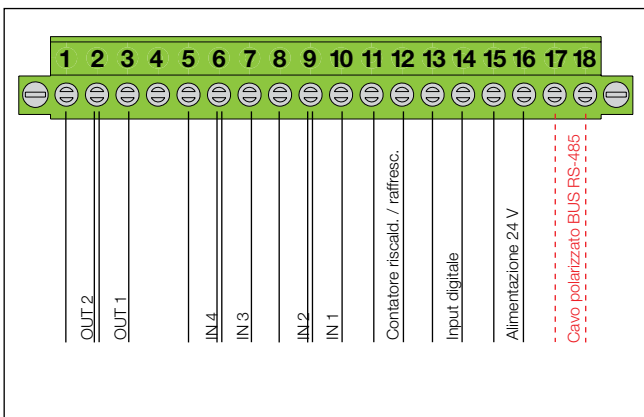 1 2 3 4 5 6 7 8 9 10 11 12 13 14 15 16 17 18
OUT 2
OUT 1
IN 4
IN 3
IN 2
IN 1
Contatore riscald. / raffresc.
Input digitale
Alimentazione 24 V
Cavo polarizzato BUS RS-485